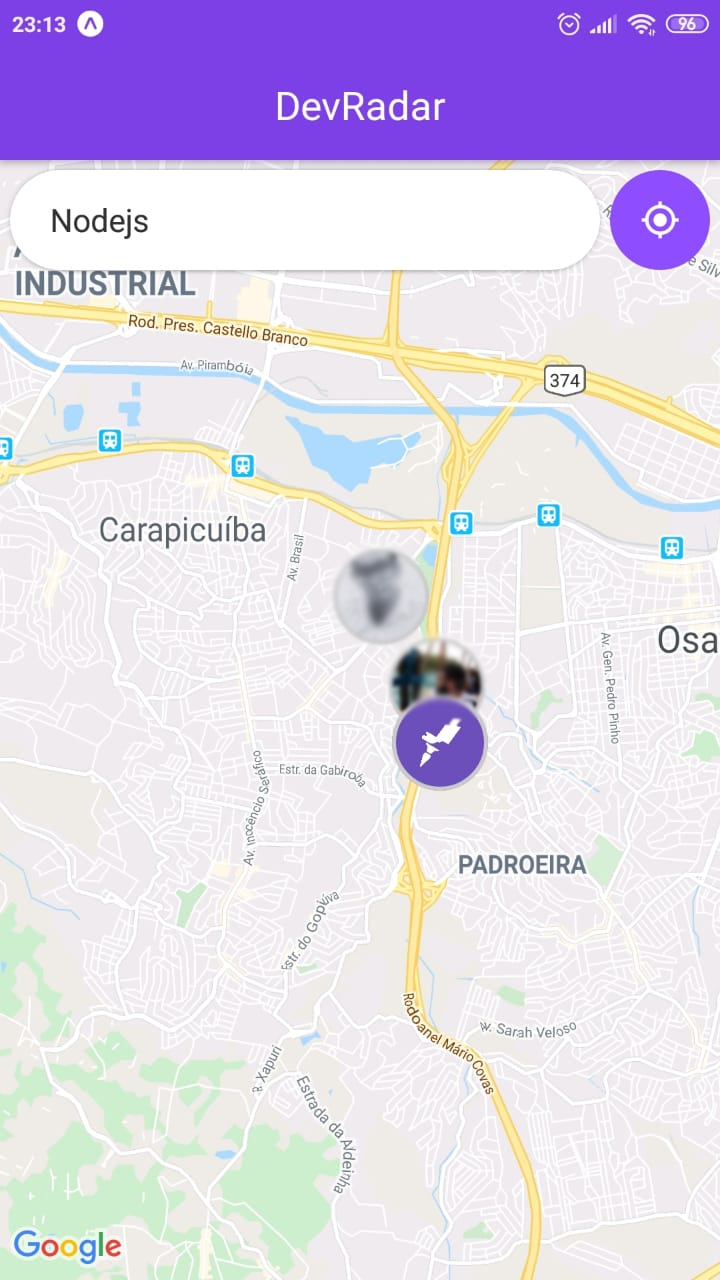 23:13
96
DevRadar
Nodejs
INDUSTRIAL
Rod. Pres. Castello Branco
Av. Pirambóia
374
Carapicuíba
Av. Brasil
Osa
Av. Gen. Pedro Pinho
Estr. da Gabiroba
Av. Inocêncio Seráfico
PADROEIRA
Estr. do Gopiúva
Rodoanel Mário Covas
Sarah Veloso
R. Xapuri
Estrada da Aldeinha
Google